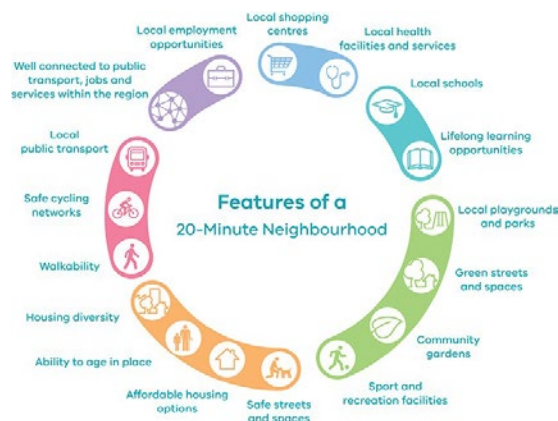 Features of a
20-Minute Neighbourhood
Local shopping
centres
Local health
facilities and services
Local schools
Lifelong learning
opportunities
Local playgrounds
and parks
Green streets
and spaces
Community
gardens
Sport and
recreation facilities
Safe streets
and spaces
Affordable housing
options
Ability to age in place
Housing diversity
Walkability
Safe cycling
networks
Local
public transport
Well connected to public
transport, jobs and
services within the region
Local employment
opportunities